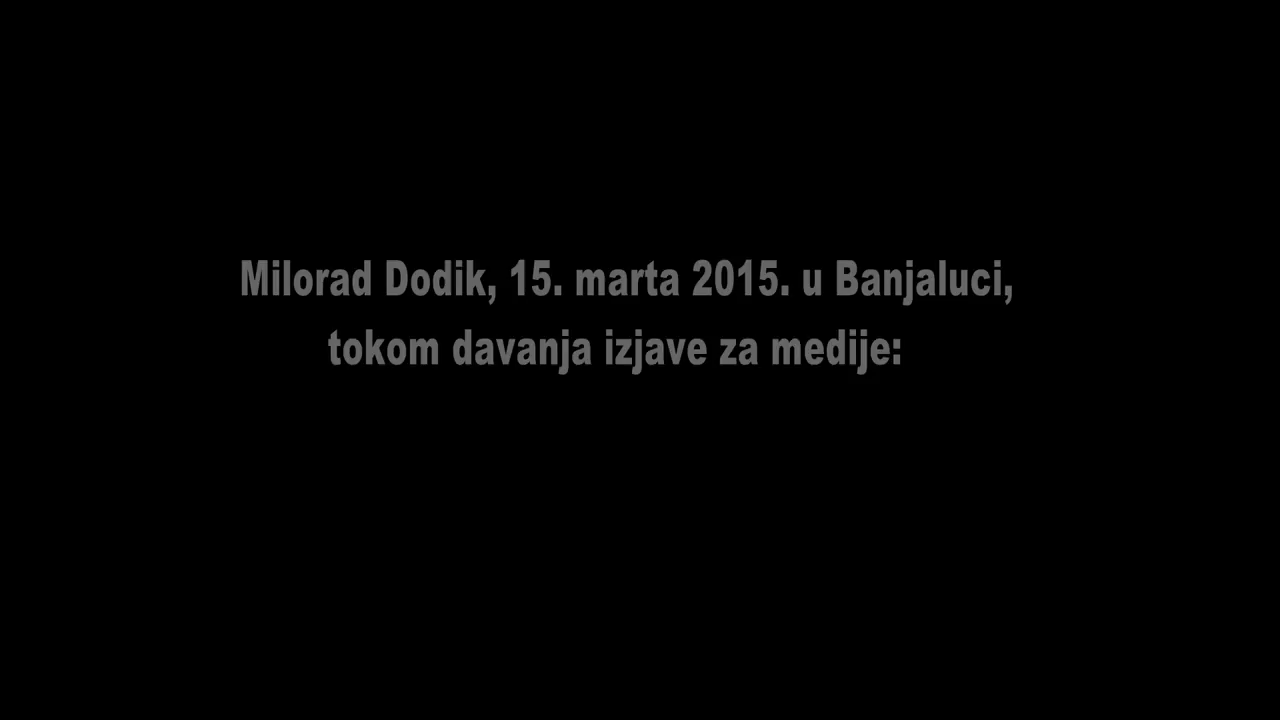 Milorad Dodik, 15. marta 2015. u Banjaluci,
tokom davanja izjave za medije: